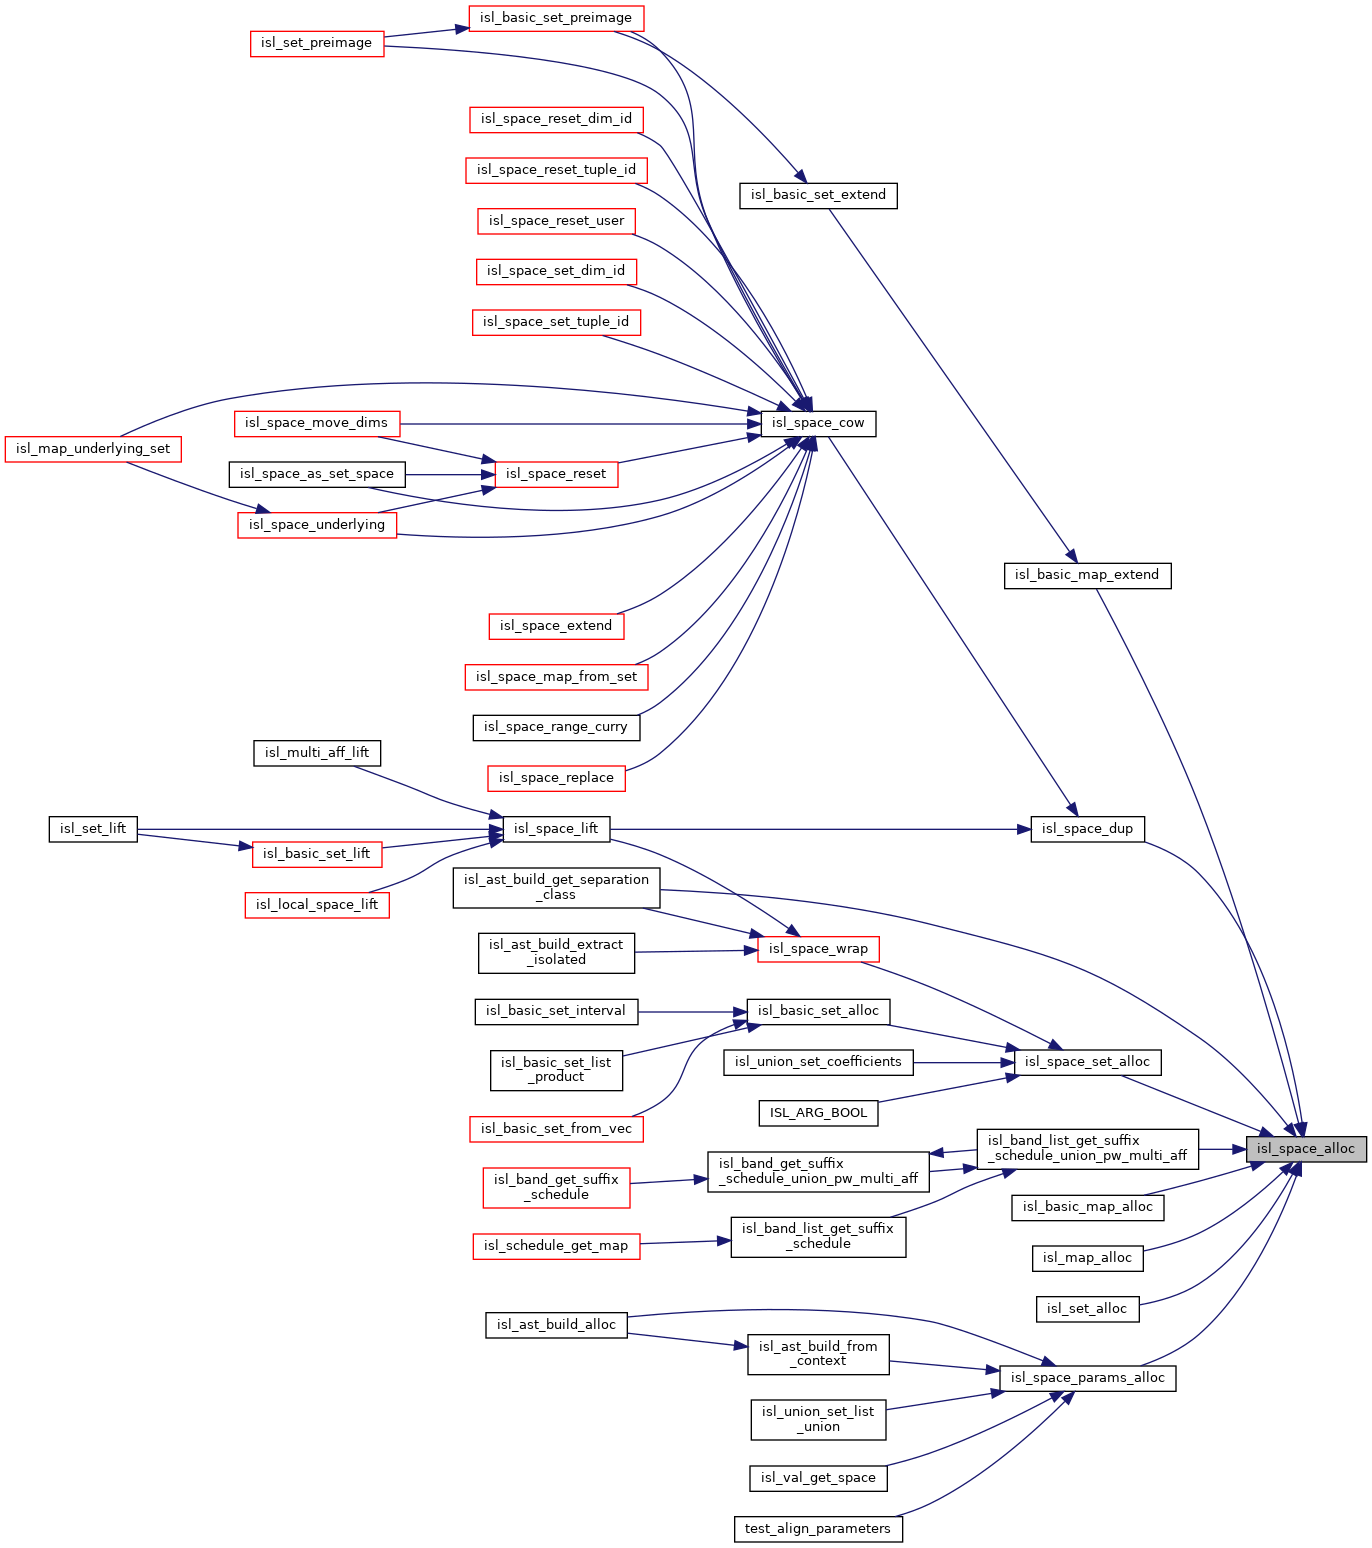 isl_basic_set_preimage
isl_set_preimage
isl_space_reset_dim_id
isl_space_reset_tuple_id
isl_basic_set_extend
isl_space_reset_user
isl_space_set_dim_id
isl_space_set_tuple_id
isl_space_cow
isl_space_move_dims
isl_map_underlying_set
isl_space_as_set_space
isl_space_reset
isl_space_underlying
isl_basic_map_extend
isl_space_extend
isl_space_map_from_set
isl_space_range_curry
isl_multi_aff_lift
isl_space_replace
isl_set_lift
isl_space_lift
isl_space_dup
isl_basic_set_lift
isl_ast_build_get_separation
_class
isl_local_space_lift
isl_ast_build_extract
_isolated
isl_space_wrap
isl_basic_set_interval
isl_basic_set_alloc
isl_basic_set_list
_product
isl_union_set_coefficients
isl_space_set_alloc
ISL_ARG_BOOL
isl_basic_set_from_vec
isl_band_list_get_suffix
_schedule_union_pw_multi_aff
isl_space_alloc
isl_band_get_suffix
_schedule_union_pw_multi_aff
isl_band_get_suffix
_schedule
isl_basic_map_alloc
isl_band_list_get_suffix
_schedule
isl_schedule_get_map
isl_map_alloc
isl_set_alloc
isl_ast_build_alloc
isl_ast_build_from
_context
isl_space_params_alloc
isl_union_set_list
_union
isl_val_get_space
test_align_parameters